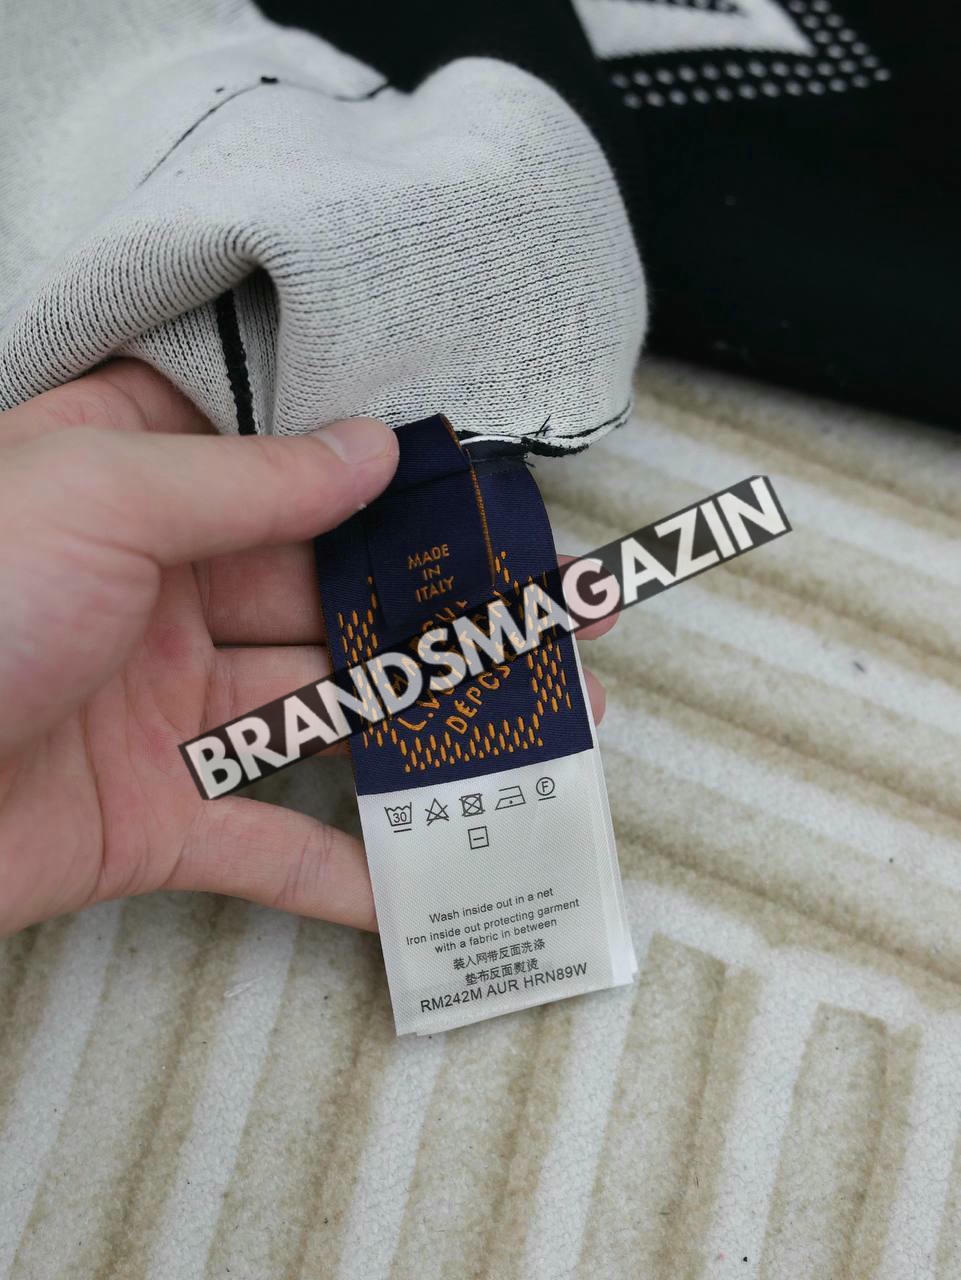 MADE
IN
ITALY
BRANDSMAGAZIN
30
F
Wash inside out in a net
Iron inside out protecting garment
with a fabric in between
装入网带反面洗涤
垫布反面熨烫
RM242M AUR HRN89W